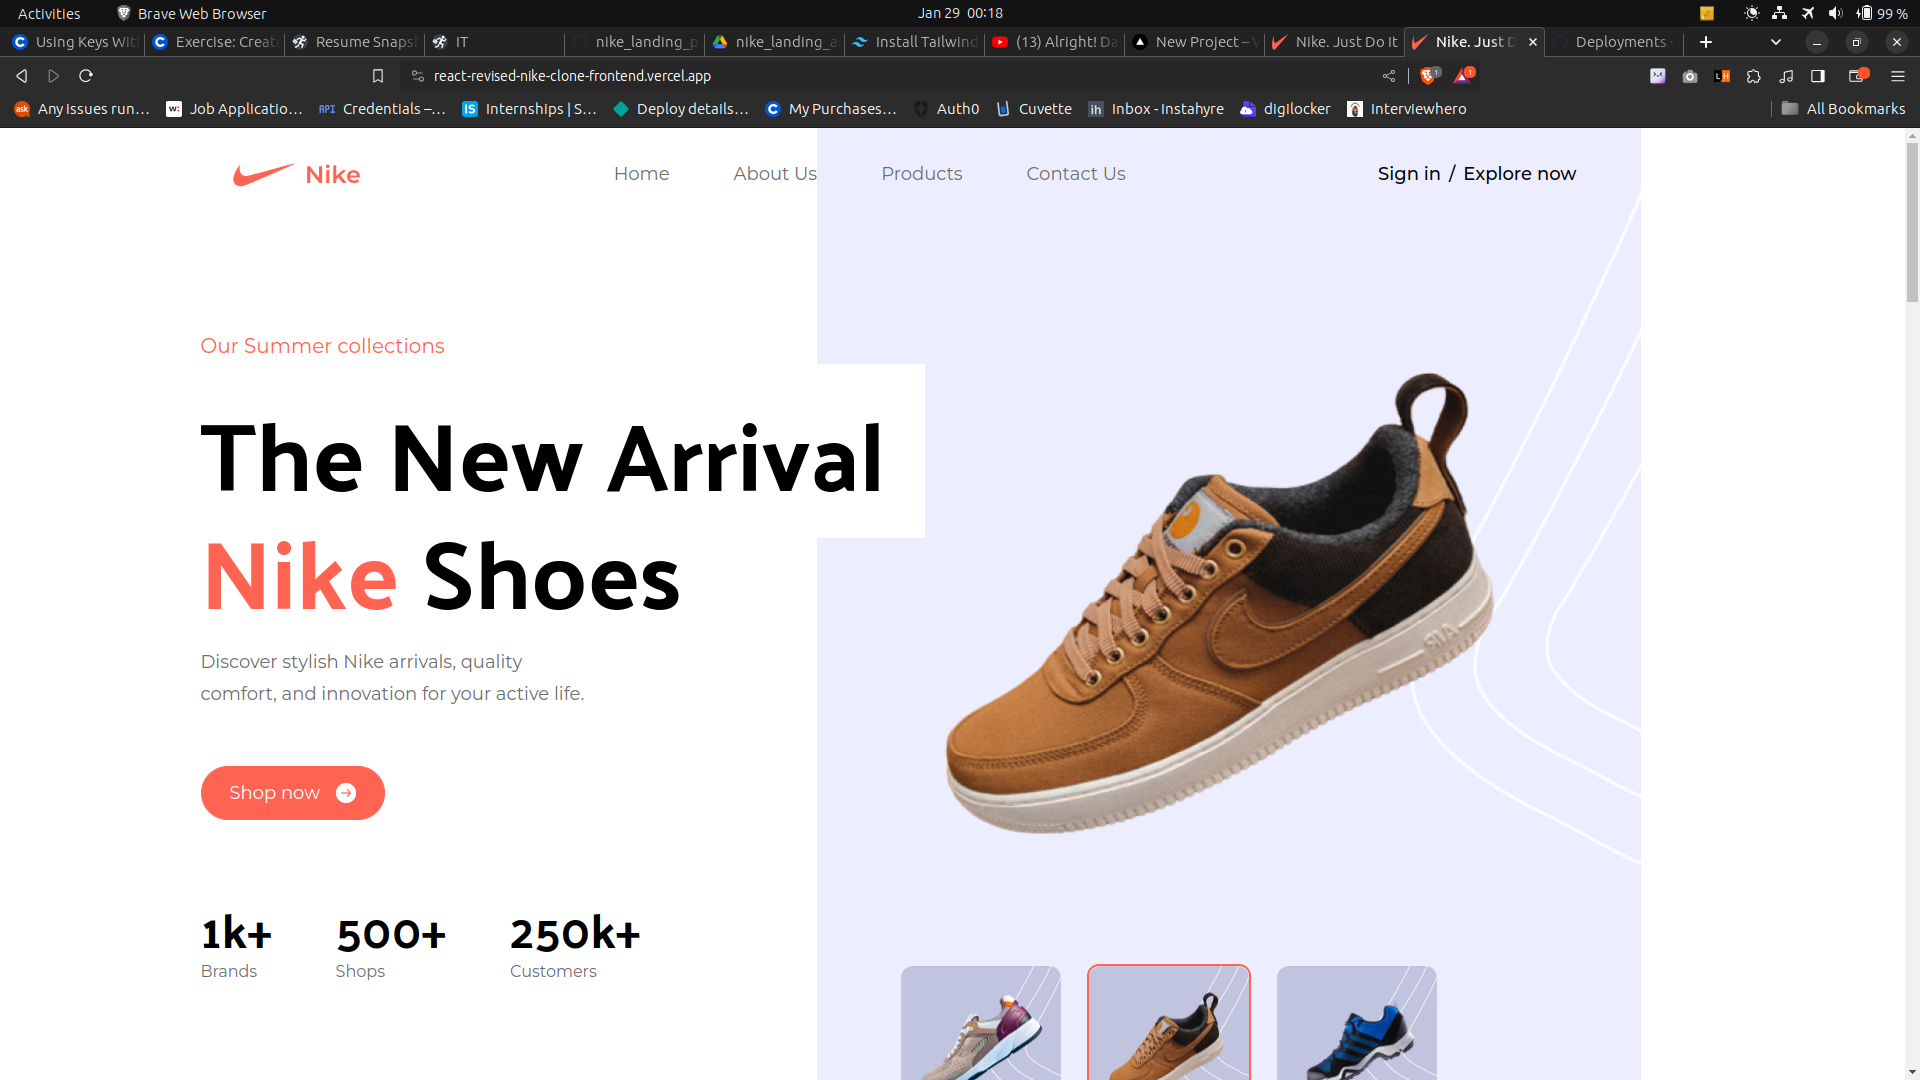 Activities
Brave Web Browser
Jan 29 00:18
99 %
Using Keys Wit
Exercise: Creat
Resume Snaps
IT
nike_landing_p
nike_landing_a
Install Tailwind
(13) Alright! Da
New Project – V
Nike. Just Do It
Nike. Just D
Deployments
react-revised-nike-clone-frontend.vercel.app
1
1
Any issues run...
Job Applicatio...
Credentials –...
Internships | S...
Deploy details...
My Purchases...
Auth0
Cuvette
Inbox - Instahyre
digilocker
Interviewhero
All Bookmarks
Nike
Home
About Us
Products
Contact Us
Sign in / Explore now
Our Summer collections
The New Arrival
Nike Shoes
Discover stylish Nike arrivals, quality
comfort, and innovation for your active life.
Shop now
1k+
500+
250k+
Brands
Shops
Customers
AIR